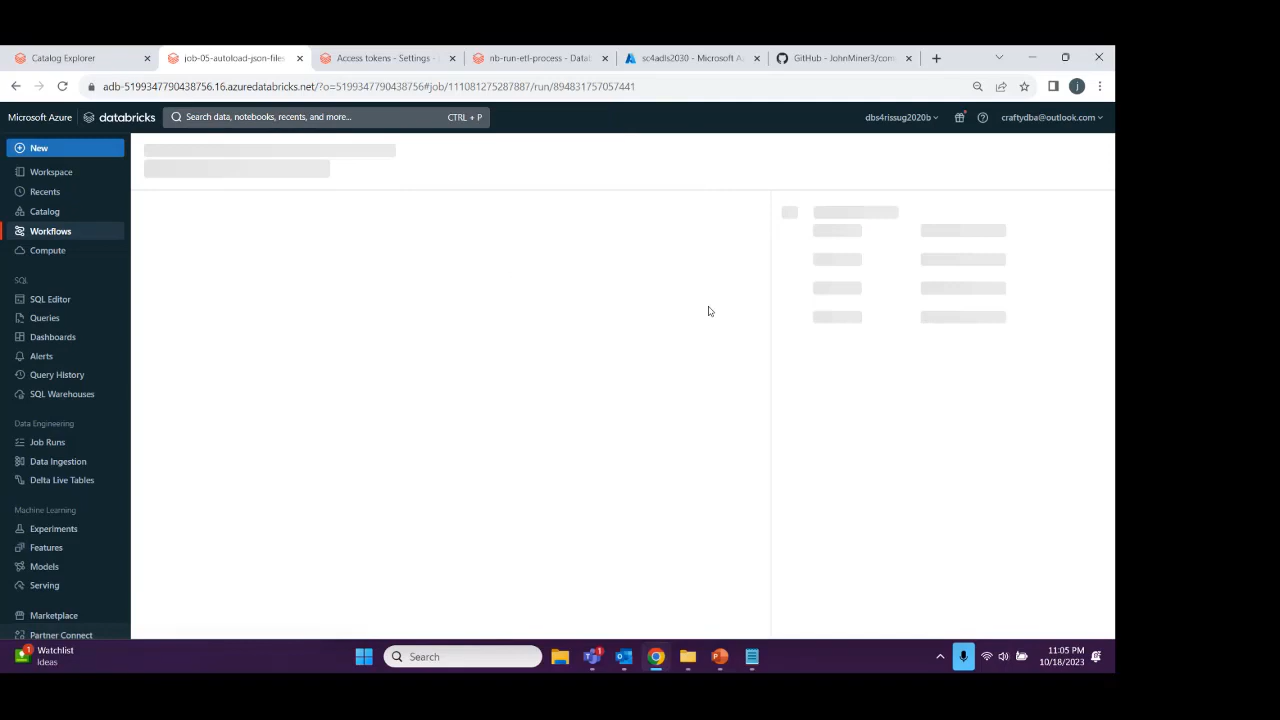 Catalog Explorer
job-05-autoload-json-files
Access tokens - Settings -
nb-run-etl-process - Datab
sc4adls2030 - Microsoft A
GitHub - JohnMiner3/com
adb-5199347790438756.16.azuredatabricks.net/?o=5199347790438756#job/111081275287887/run/894831757057441
j
Microsoft Azure
databricks
Search data, notebooks, recents, and more...
CTRL + P
dbs4rissug2020b
craftydba@outlook.com
New
Workspace
Recents
Catalog
Workflows
Compute
SQL
SQL Editor
Queries
Dashboards
Alerts
Query History
SQL Warehouses
Data Engineering
Job Runs
Data Ingestion
Delta Live Tables
Machine Learning
Experiments
Features
Models
Serving
Marketplace
Partner Connect
1
Watchlist
Ideas
Search
1
11:05 PM
10/18/2023